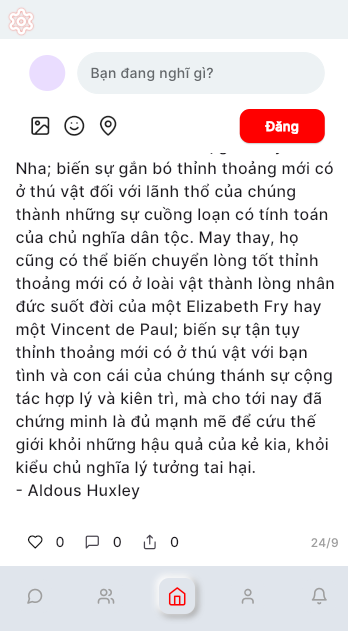 Bạn đang nghĩ gì?
Đăng
Nha; biến sự gắn bó thỉnh thoảng mới có
ở thú vật đối với lãnh thổ của chúng
thành những sự cuồng loạn có tính toán
của chủ nghĩa dân tộc. May thay, họ
cũng có thể biến chuyển lòng tốt thỉnh
thoảng mới có ở loài vật thành lòng nhân
đức suốt đời của một Elizabeth Fry hay
một Vincent de Paul; biến sự tận tụy
thỉnh thoảng mới có ở thú vật với bạn
tình và con cái của chúng thánh sự cộng
tác hợp lý và kiên trì, mà cho tới nay đã
chứng minh là đủ mạnh mẽ để cứu thế
giới khỏi những hậu quả của kẻ kia, khỏi
kiểu chủ nghĩa lý tưởng tai hại.
- Aldous Huxley
0 0 0 24/9